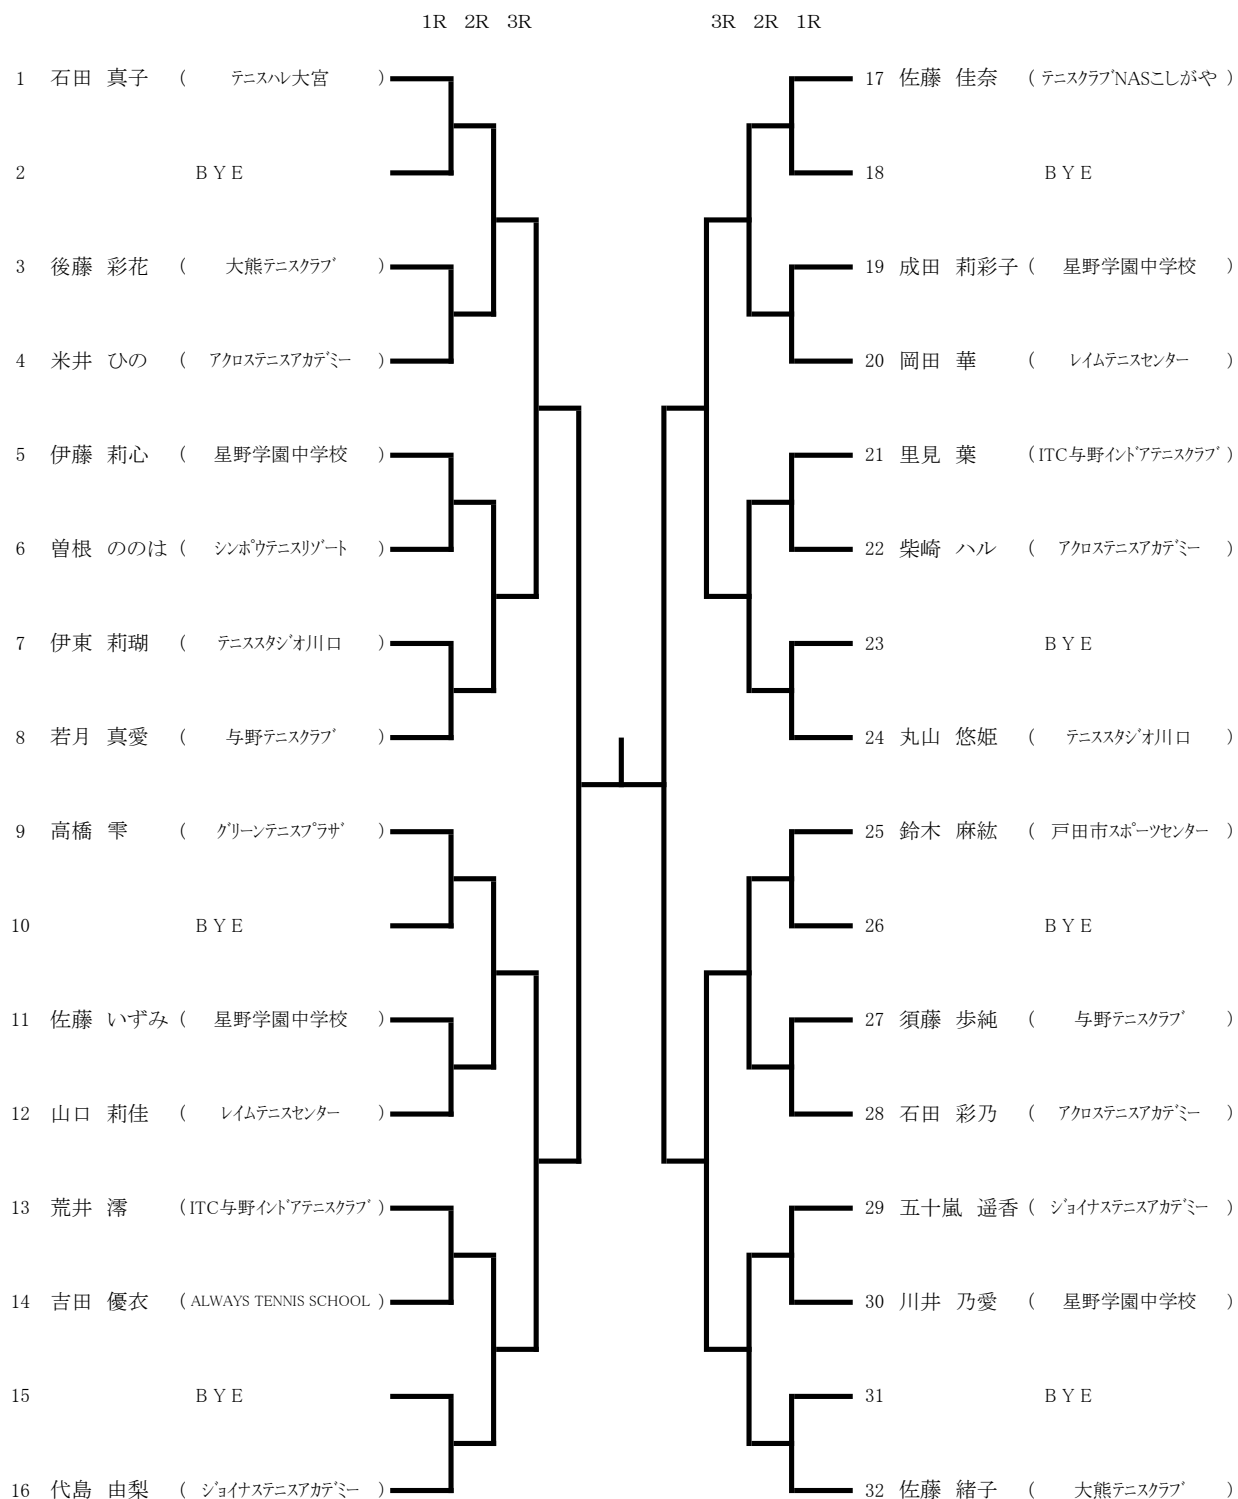 1R 2R 3R
3R 2R 1R
1 石田 真子 ( ﾃﾆｽﾊﾚ大宮 )
2 BYE
3 後藤 彩花 ( 大熊ﾃﾆｽｸﾗﾌﾞ )
4 米井 ひの ( ｱｸﾛｽﾃﾆｽｱｶﾃﾞﾐｰ )
5 伊藤 莉心 ( 星野学園中学校 )
6 曽根 ののは ( ｼﾝﾎﾟｳﾃﾆｽﾘｿﾞｰﾄ )
7 伊東 莉瑚 ( ﾃﾆｽｽﾀｼﾞｵ川口 )
8 若月 真愛 ( 与野ﾃﾆｽｸﾗﾌﾞ )
9 高橋 雫 ( ｸﾞﾘｰﾝﾃﾆｽﾌﾟﾗｻﾞ )
10 BYE
11 佐藤 いずみ ( 星野学園中学校 )
12 山口 莉佳 ( ﾚｲﾑﾃﾆｽｾﾝﾀｰ )
13 荒井 澪 ( ITC与野ｲﾝﾄﾞｱﾃﾆｽｸﾗﾌﾞ )
14 吉田 優衣 ( ALWAYS TENNIS SCHOOL )
15 BYE
16 代島 由梨 ( ｼﾞｮｲﾅｽﾃﾆｽｱｶﾃﾞﾐｰ )
17 佐藤 佳奈 ( ﾃﾆｽｸﾗﾌﾞNASこしがや )
18 BYE
19 成田 莉彩子 ( 星野学園中学校 )
20 岡田 華 ( ﾚｲﾑﾃﾆｽｾﾝﾀｰ )
21 里見 葉 ( ITC与野ｲﾝﾄﾞｱﾃﾆｽｸﾗﾌﾞ )
22 柴崎 ハル ( ｱｸﾛｽﾃﾆｽｱｶﾃﾞﾐｰ )
23 BYE
24 丸山 悠姫 ( ﾃﾆｽｽﾀｼﾞｵ川口 )
25 鈴木 麻紘 ( 戸田市ｽﾎﾟｰﾂｾﾝﾀｰ )
26 BYE
27 須藤 歩純 ( 与野ﾃﾆｽｸﾗﾌﾞ )
28 石田 彩乃 ( ｱｸﾛｽﾃﾆｽｱｶﾃﾞﾐｰ )
29 五十嵐 遥香 ( ｼﾞｮｲﾅｽﾃﾆｽｱｶﾃﾞﾐｰ )
30 川井 乃愛 ( 星野学園中学校 )
31 BYE
32 佐藤 緒子 ( 大熊ﾃﾆｽｸﾗﾌﾞ )